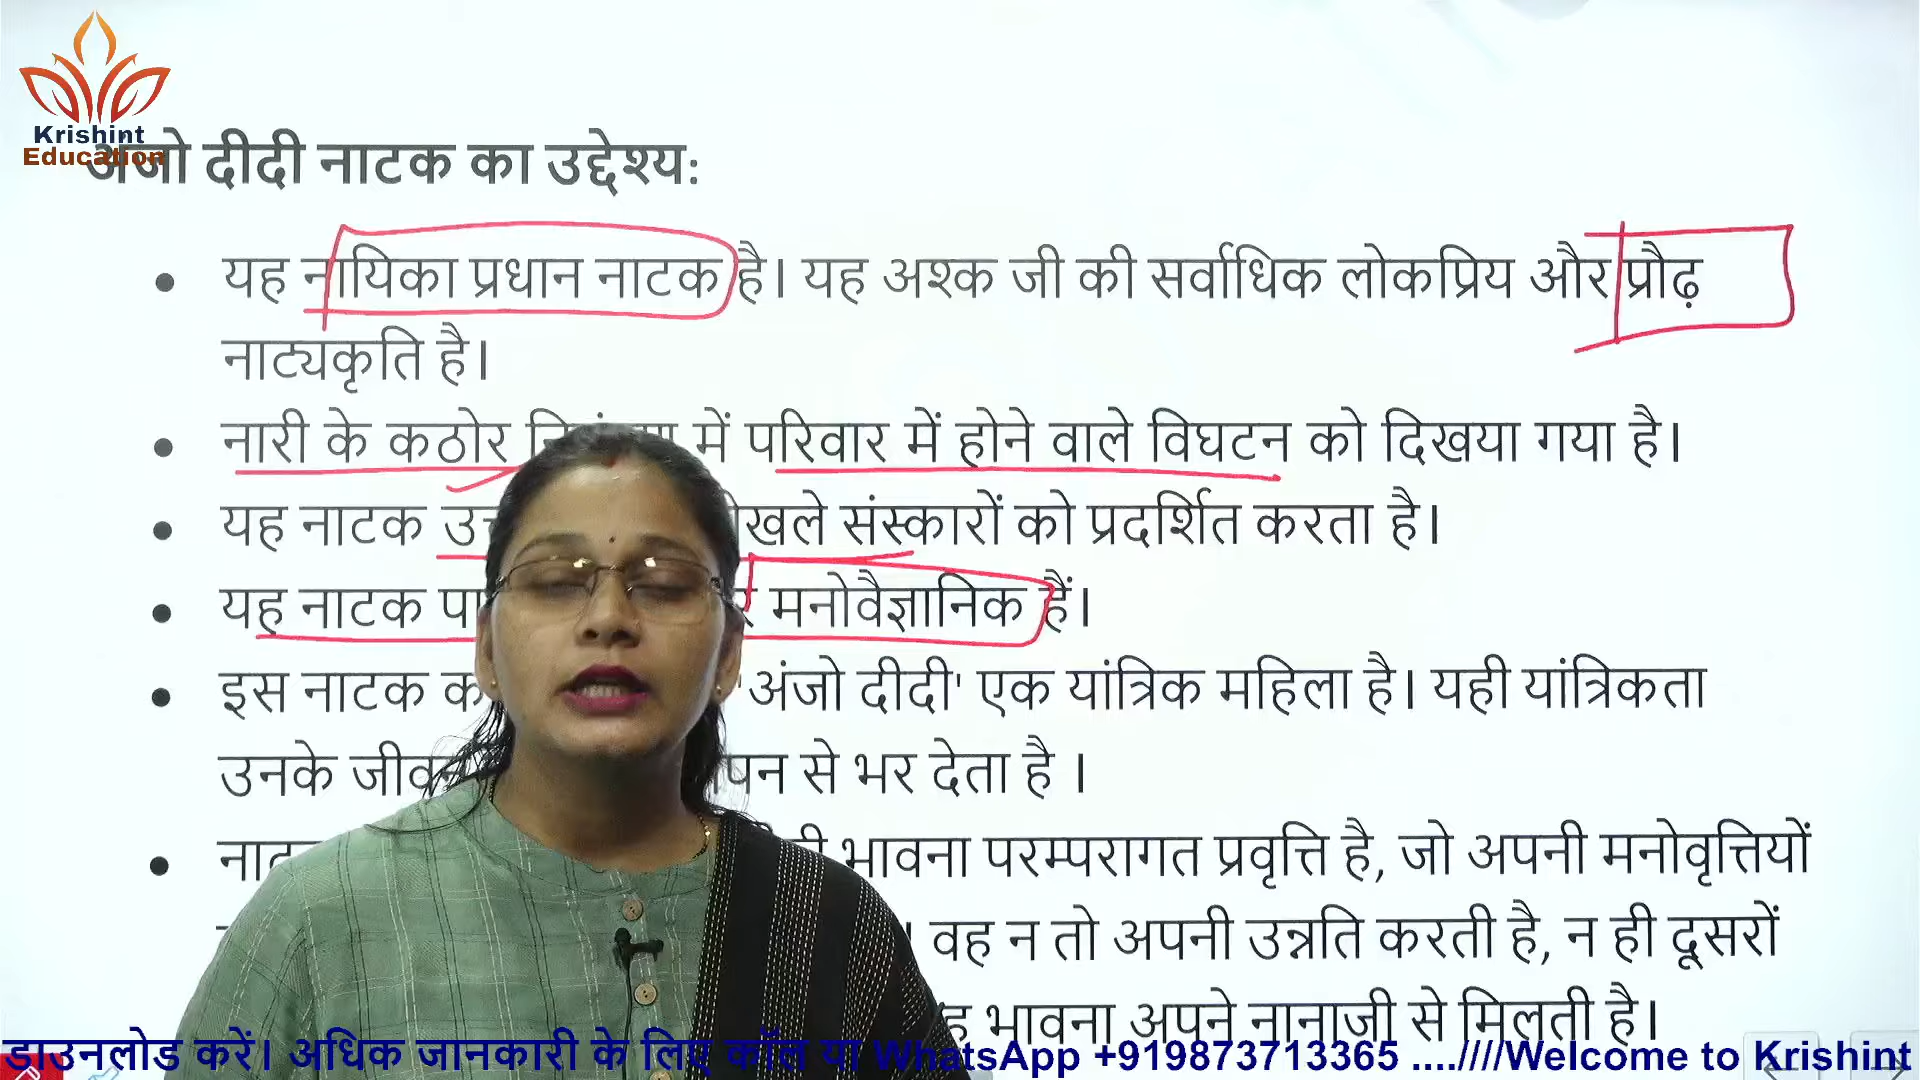 Krishint
Education
अंजो दीदी नाटक का उद्देश्य:
यह नायिका प्रधान नाटक है। यह अश्क जी की सर्वाधिक लोकप्रिय और प्रौढ़
नाट्यकृति है।
नारी के कठोर में परिवार में होने वाले विघटन को दिखया गया है।
यह नाटक संस्कारों को प्रदर्शित करता है।
यह नाटक मनोवैज्ञानिक हैं।
इस नाटक 'अंजो दीदी' एक यांत्रिक महिला है। यही यांत्रिकता
उनके से भर देता है ।
भावना परम्परागत प्रवृत्ति है, जो अपनी मनोवृत्तियों
वह न तो अपनी उन्नति करती है, न ही दूसरों
भावना अपने नानाजी से मिलती है।
डाउनलोड करें। अधिक जानकारी के लिए कॉल या WhatsApp +919873713365 ....////Welcome to Krishint